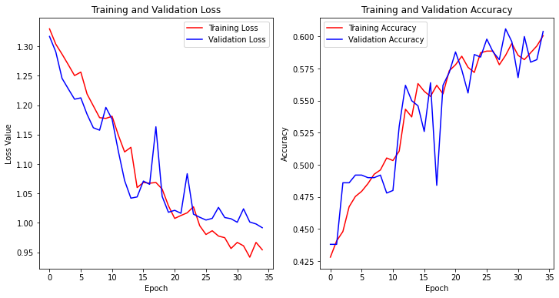 Training and Validation Loss
Training Loss
Validation Loss
1.30
1.25
1.20
1.15
1.10
1.05
1.00
0.95
Loss Value
0 5 10 15 20 25 30 35
Epoch
Training and Validation Accuracy
Training Accuracy
Validation Accuracy
0.600
0.575
0.550
0.525
0.500
0.475
0.450
0.425
Accuracy
0 5 10 15 20 25 30 35
Epoch